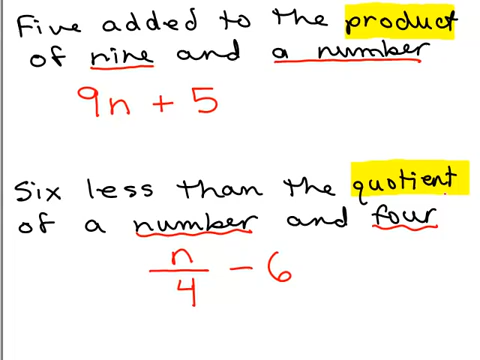 Five added to the product
of nine and a number
9n + 5
Six less than the quotient
of a number and four
n
4 - 6